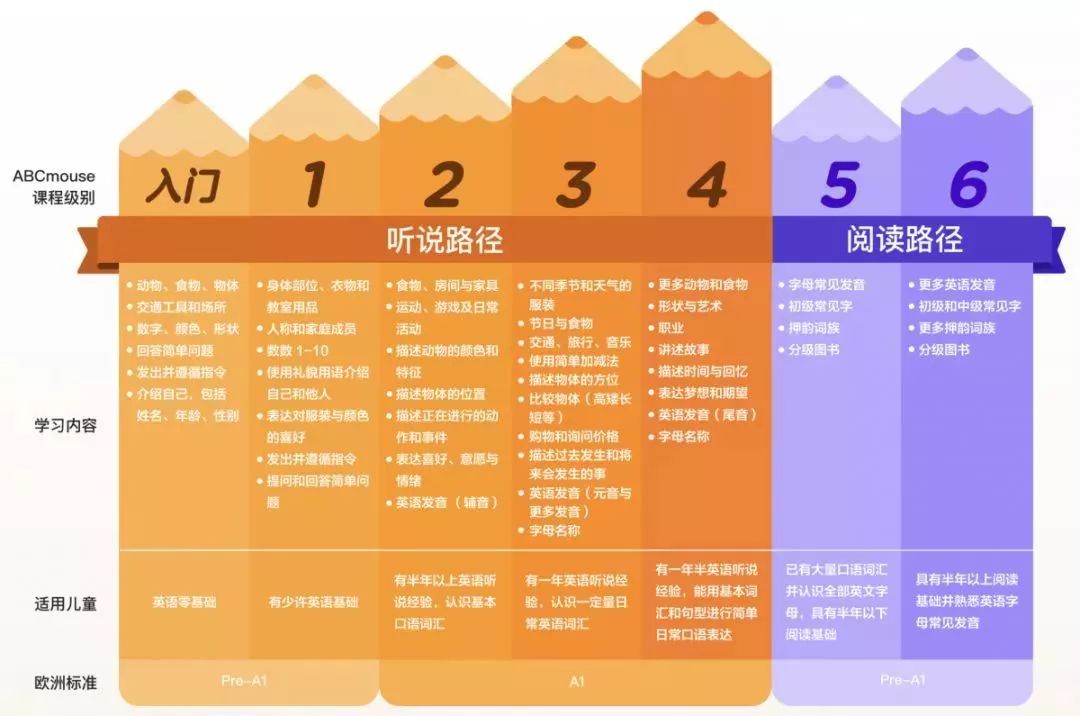 ABCmouse
课程级别
入门
1
2
3
4
5
6
听说路径
阅读路径
学习内容
• 动物、食物、物体
• 交通工具和场所
• 数字、颜色、形状
• 回答简单问题
• 发出并遵循指令
• 介绍自己，包括
姓名、年龄、性别
• 身体部位、衣物和
教室用品
• 人称和家庭成员
• 数数 1-10
• 使用礼貌用语介绍
自己和他人
• 表达对服装与颜色
的喜好
• 发出并遵循指令
• 提问和回答简单问
题
• 食物、房间与家具
• 运动、游戏及日常
活动
• 描述动物的颜色和
特征
• 描述物体的位置
• 描述正在进行的动
作和事件
• 表达喜好、意愿与
情绪
• 英语发音（辅音）
• 不同季节和天气的
服装
• 节日与食物
• 交通、旅行、音乐
• 使用简单加减法
• 描述物体的方位
• 比较物体（高矮长
短等）
• 购物和询问价格
• 描述过去发生和将
来会发生的事
• 英语发音（元音与
更多发音）
• 字母名称
• 更多动物和食物
• 形状与艺术
• 职业
• 讲述故事
• 描述时间与回忆
• 表达梦想和期望
• 英语发音（尾音）
• 字母名称
• 字母常见发音
• 初级常见字
• 押韵词族
• 分级图书
• 更多英语发音
• 初级和中级常见字
• 更多押韵词族
• 分级图书
适用儿童
英语零基础
有少许英语基础
有半年以上英语听
说经验，认识基本
口语词汇
有一年英语听说经
验，认识一定量日
常英语词汇
有一年半英语听说
经验，能用基本词
汇和句型进行简单
日常口语表达
已有大量口语词汇
并认识全部英文字
母，具有半年以下
阅读基础
具有半年以上阅读
基础并熟悉英语字
母常见发音
欧洲标准
Pre-A1
A1
Pre-A1